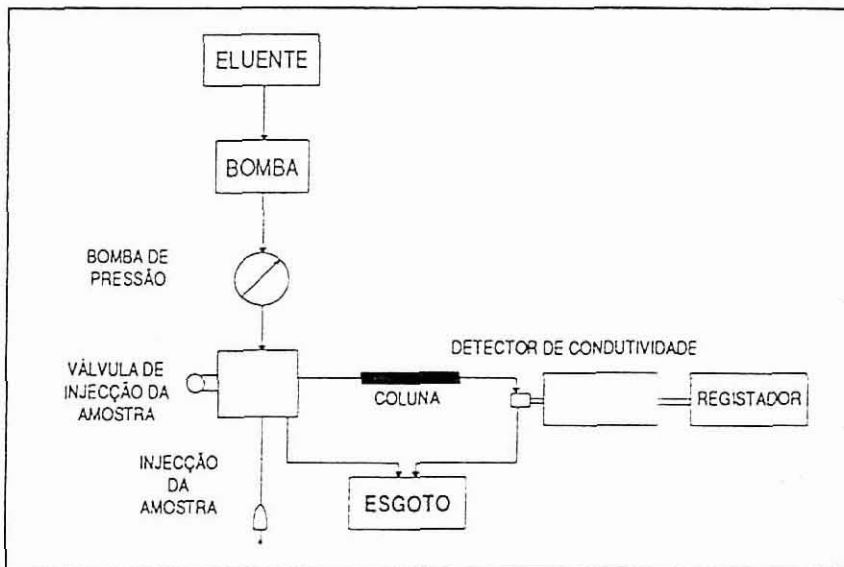 ELUENTE
BOMBA
BOMBA DE
PRESSÃO
VÁLVULA DE
INJECÇÃO DA
AMOSTRA
DETECTOR DE CONDUTIVIDADE
COLUNA
REGISTADOR
INJECÇÃO
DA
AMOSTRA
ESGOTO